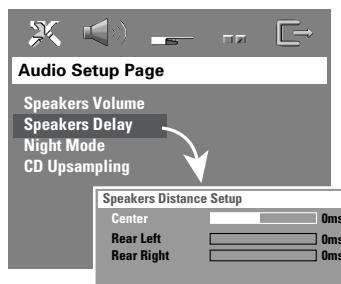 Audio Setup Page
Speakers Volume
Speakers Delay
Night Mode
CD Upsampling
Speakers Distance Setup
Center 0ms
Rear Left 0ms
Rear Right 0ms